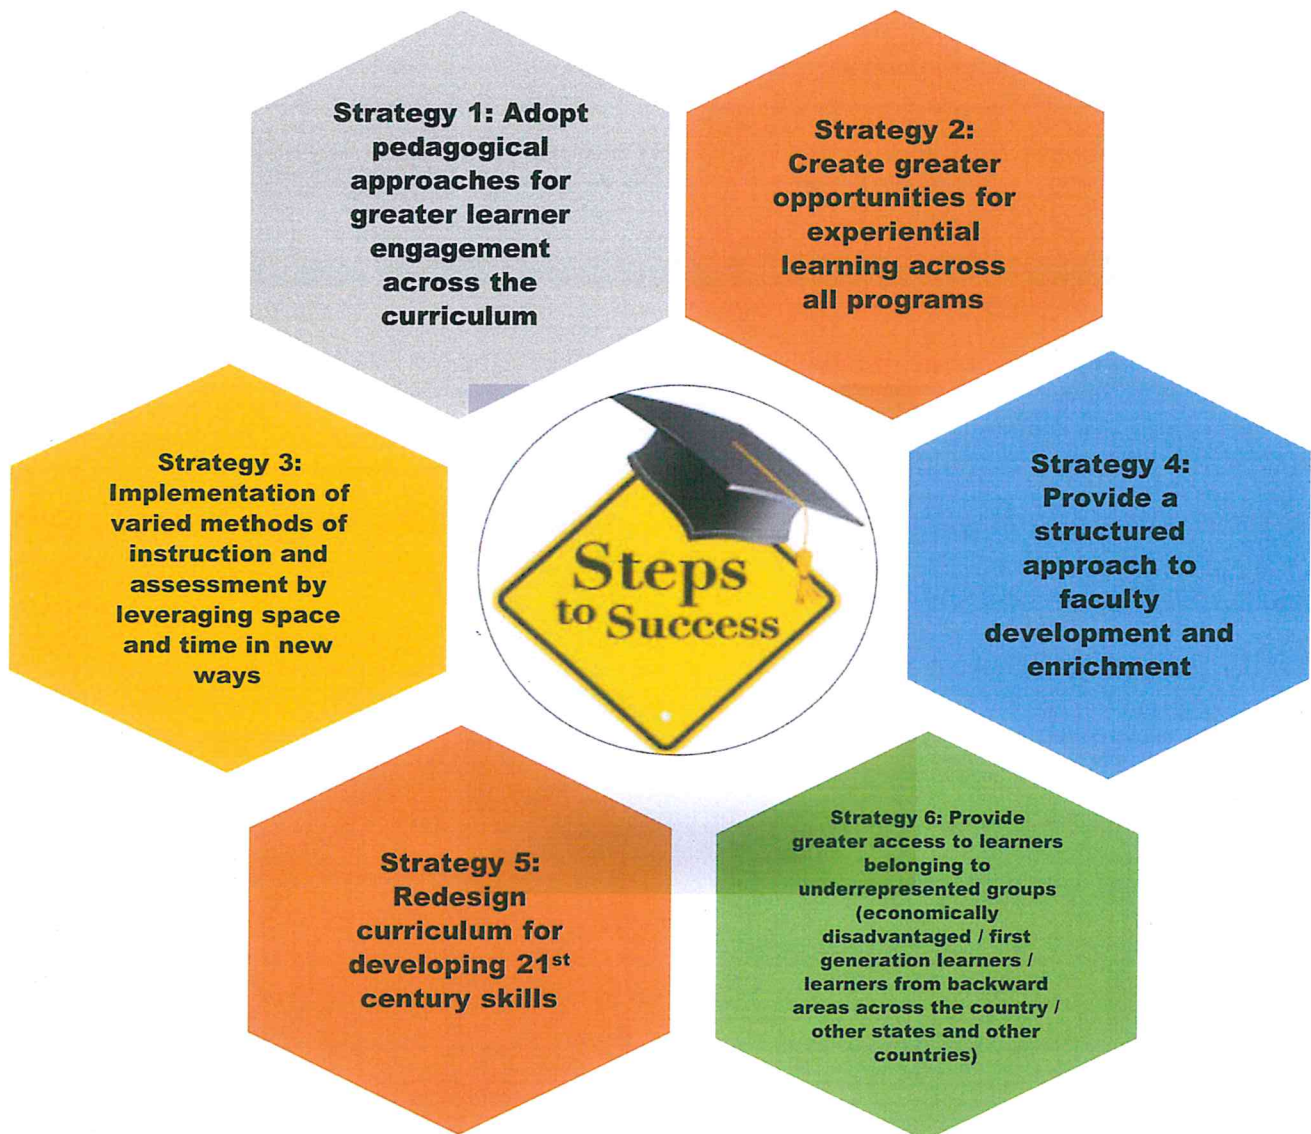 Strategy 1: Adopt
pedagogical
approaches for
greater learner
engagement
across the
curriculum
Strategy 2:
Create greater
opportunities for
experiential
learning across
all programs
Strategy 3:
Implementation of
varied methods of
instruction and
assessment by
leveraging space
and time in new
ways
Steps
to Success
Strategy 4:
Provide a
structured
approach to
faculty
development and
enrichment
Strategy 5:
Redesign
curriculum for
developing 21st
century skills
Strategy 6: Provide
greater access to learners
belonging to
underrepresented groups
(economically
disadvantaged / first
generation learners /
learners from backward
areas across the country /
other states and other
countries)